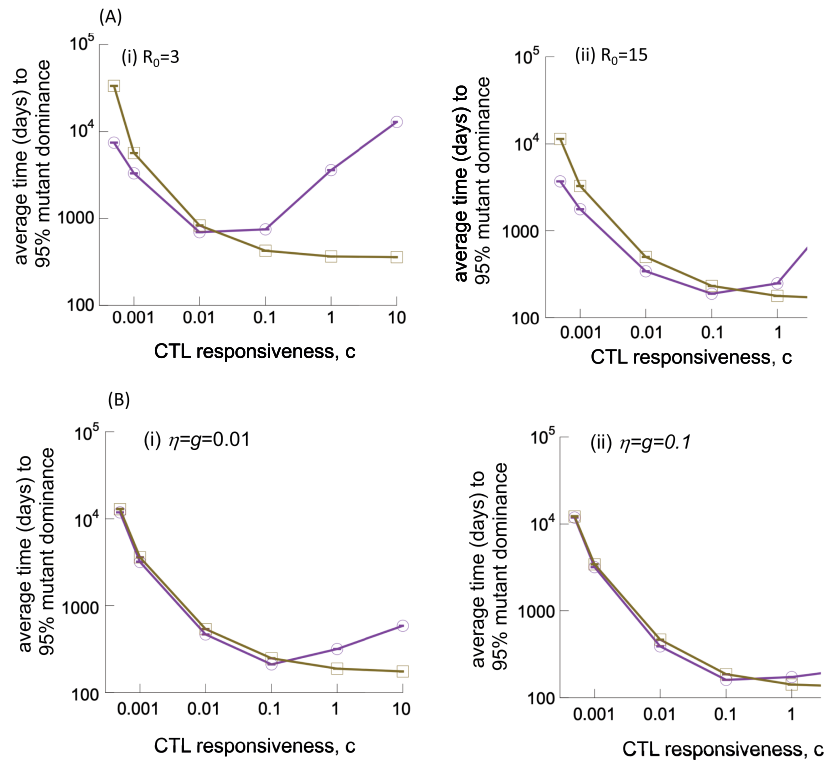 (A)
(i) R₀=3
average time (days) to
95% mutant dominance
10⁵
10⁴
1000
100
0.001 0.01 0.1 1 10
CTL responsiveness, c
(ii) R₀=15
average time (days) to
95% mutant dominance
10⁵
10⁴
1000
100
0.001 0.01 0.1 1
CTL responsiveness, c
(B)
(i) η=g=0.01
average time (days) to
95% mutant dominance
10⁵
10⁴
1000
100
0.001 0.01 0.1 1 10
CTL responsiveness, c
(ii) η=g=0.1
average time (days) to
95% mutant dominance
10⁵
10⁴
1000
100
0.001 0.01 0.1 1
CTL responsiveness, c